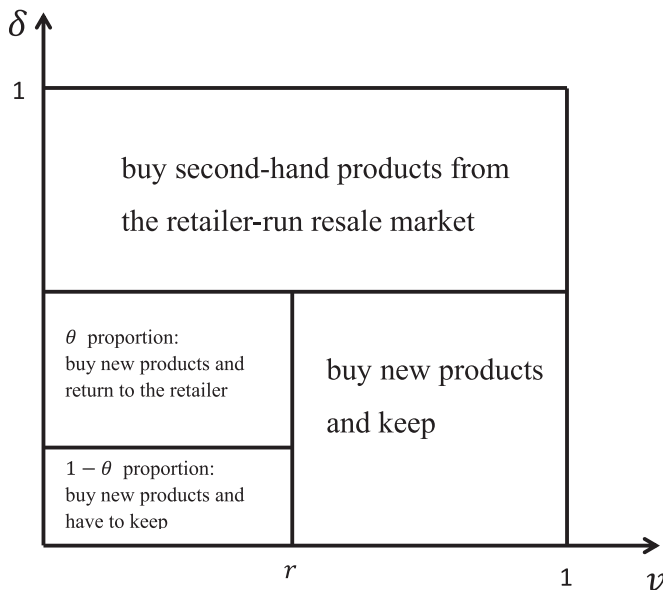 δ
1
buy second-hand products from
the retailer-run resale market
θ proportion:
buy new products and
return to the retailer
buy new products
and keep
1 − θ proportion:
buy new products and
have to keep
r
1
v